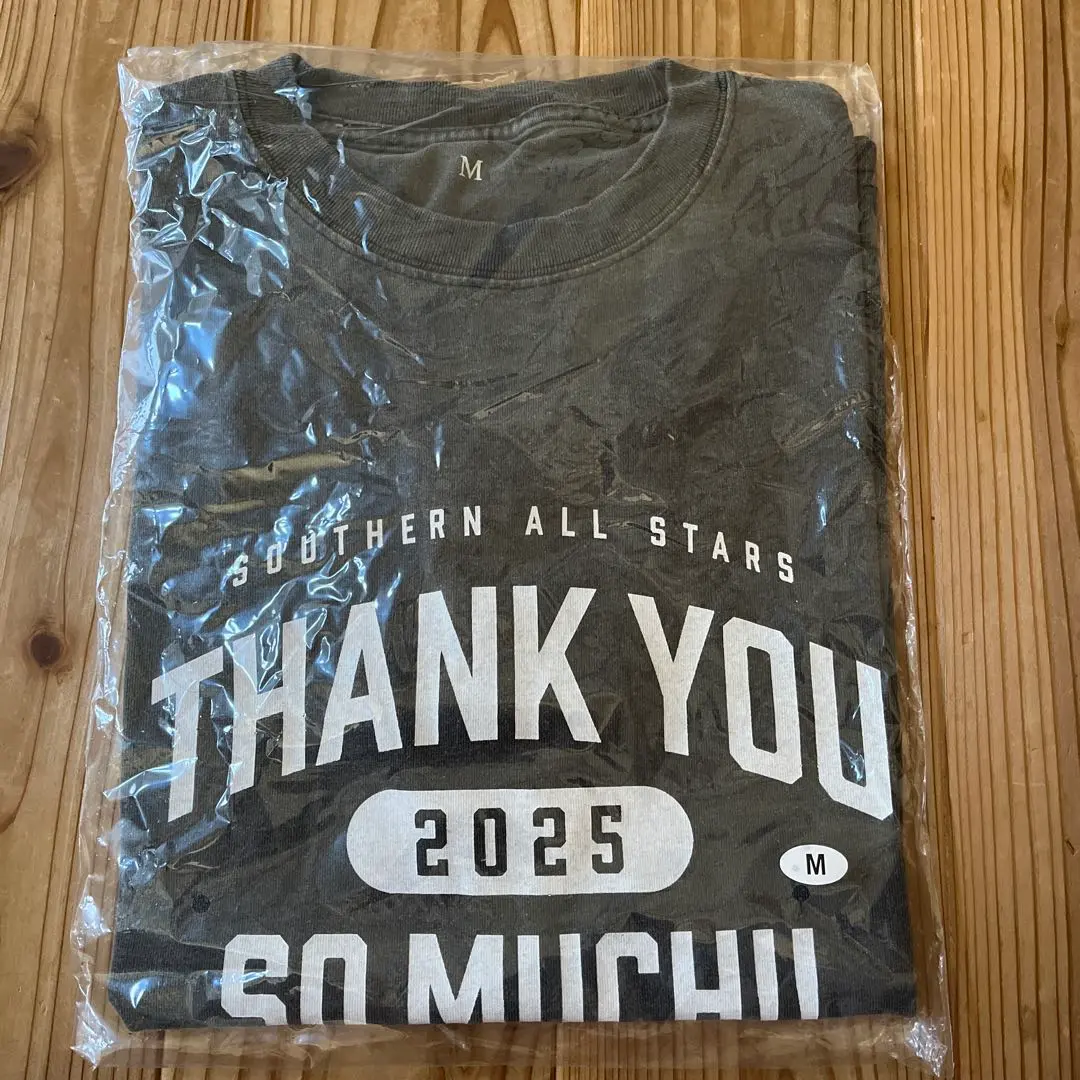 M
SOUTHERN ALL STARS
THANK YOU
2025
M
SO MUCH!!